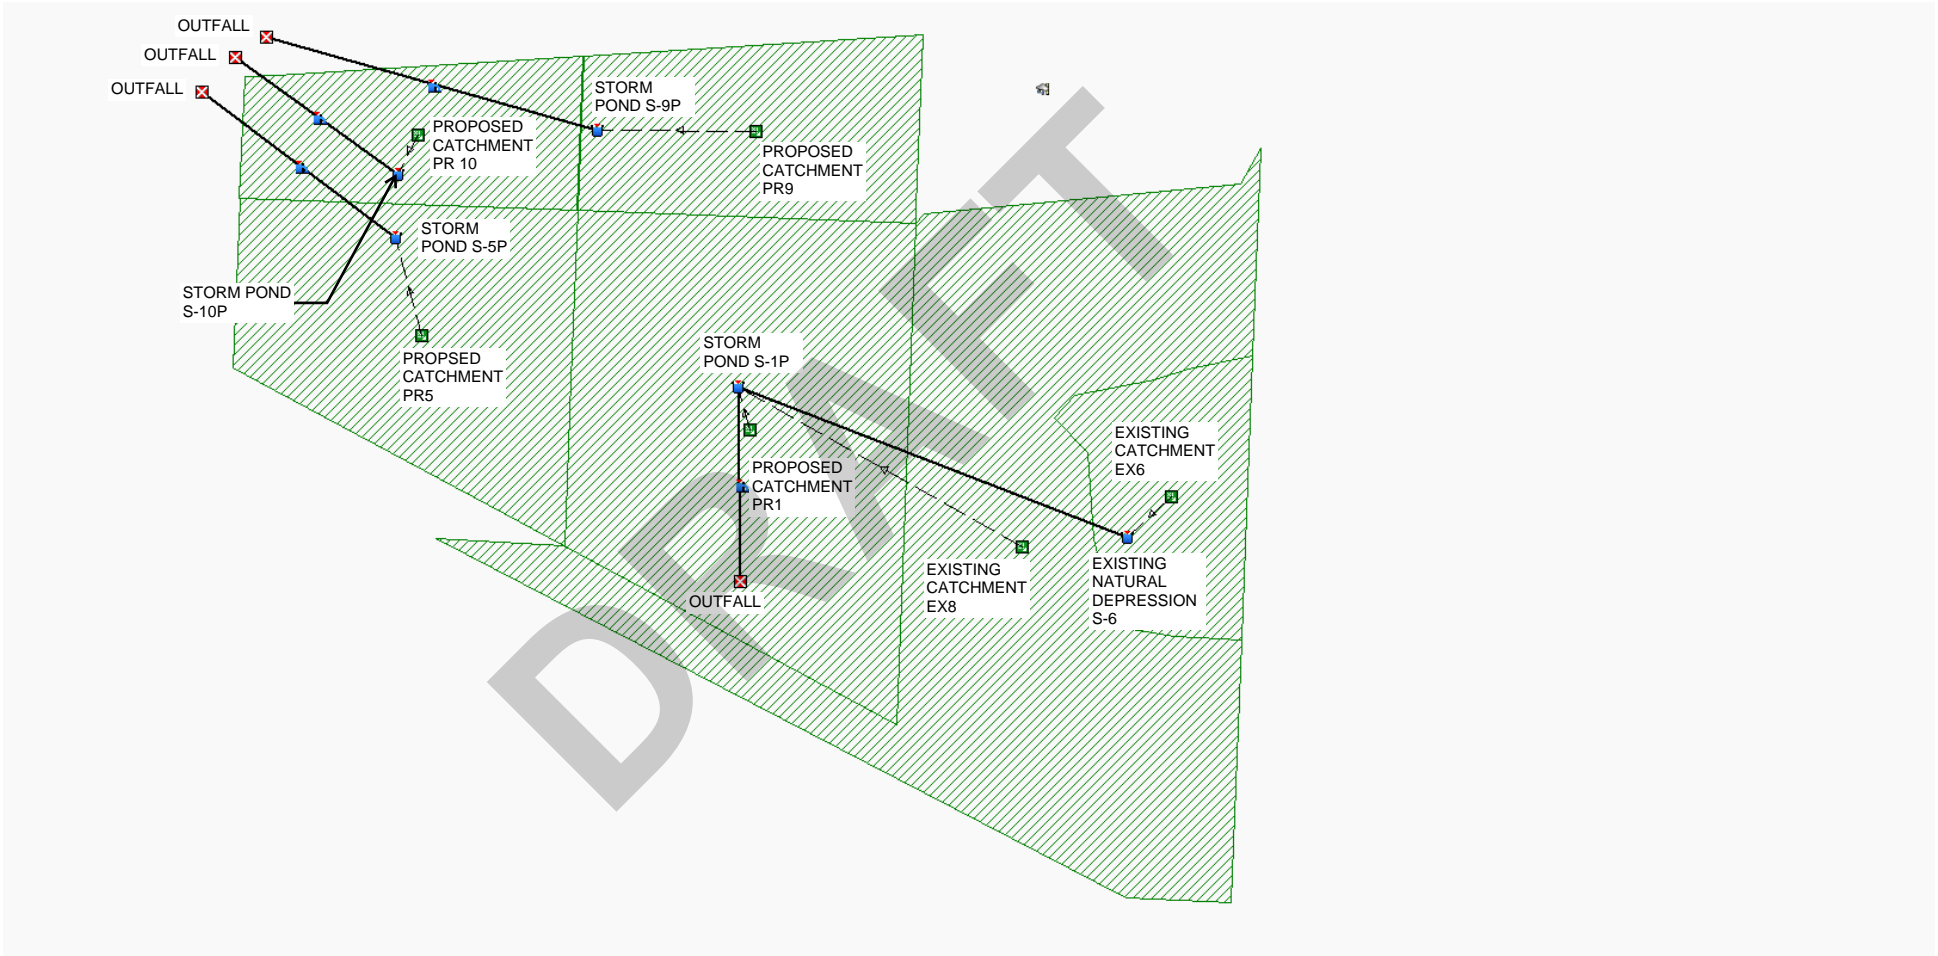 OUTFALL
OUTFALL
OUTFALL
STORM
POND S-9P
PROPOSED
CATCHMENT
PR 10
PROPOSED
CATCHMENT
PR9
STORM
POND S-5P
STORM POND
S-10P
PROPSED
CATCHMENT
PR5
STORM
POND S-1P
PROPOSED
CATCHMENT
PR1
EXISTING
CATCHMENT
EX6
EXISTING
CATCHMENT
EX8
EXISTING
NATURAL
DEPRESSION
S-6
OUTFALL
DRAFT